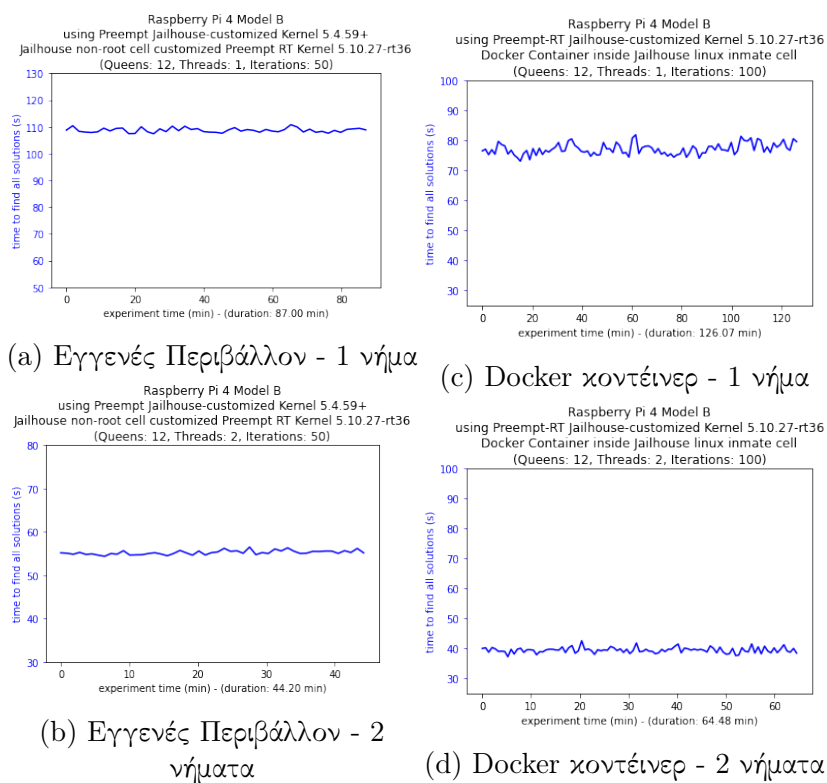 Raspberry Pi 4 Model B
using Preempt Jailhouse-customized Kernel 5.4.59+
Jailhouse non-root cell customized Preempt RT Kernel 5.10.27-rt36
(Queens: 12, Threads: 1, Iterations: 50)
130
120
110
100
90
80
70
60
50
time to find all solutions (s)
0 20 40 60 80
experiment time (min) - (duration: 87.00 min)
(a) Εγγενές Περιβάλλον - 1 νήμα
Raspberry Pi 4 Model B
using Preempt Jailhouse-customized Kernel 5.4.59+
Jailhouse non-root cell customized Preempt RT Kernel 5.10.27-rt36
(Queens: 12, Threads: 2, Iterations: 50)
80
70
60
50
40
30
time to find all solutions (s)
0 10 20 30 40
experiment time (min) - (duration: 44.20 min)
(b) Εγγενές Περιβάλλον - 2
νήματα
Raspberry Pi 4 Model B
using Preempt-RT Jailhouse-customized Kernel 5.10.27-rt36
Docker Container inside Jailhouse linux inmate cell
(Queens: 12, Threads: 1, Iterations: 100)
100
90
80
70
60
50
40
30
time to find all solutions (s)
0 20 40 60 80 100 120
experiment time (min) - (duration: 126.07 min)
(c) Docker κοντέινερ - 1 νήμα
Raspberry Pi 4 Model B
using Preempt-RT Jailhouse-customized Kernel 5.10.27-rt36
Docker Container inside Jailhouse linux inmate cell
(Queens: 12, Threads: 2, Iterations: 100)
100
90
80
70
60
50
40
30
time to find all solutions (s)
0 10 20 30 40 50 60
experiment time (min) - (duration: 64.48 min)
(d) Docker κοντέινερ - 2 νήματα